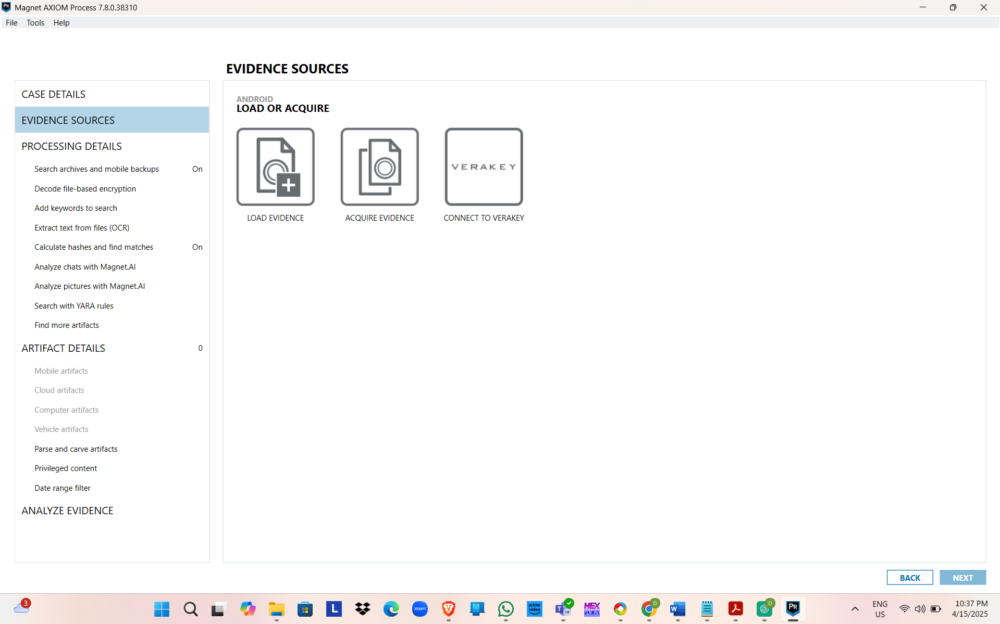 Magnet AXIOM Process 7.8.0.38310
File Tools Help
EVIDENCE SOURCES
CASE DETAILS
EVIDENCE SOURCES
PROCESSING DETAILS
Search archives and mobile backups On
Decode file-based encryption
Add keywords to search
Extract text from files (OCR)
Calculate hashes and find matches On
Analyze chats with Magnet.AI
Analyze pictures with Magnet.AI
Search with YARA rules
Find more artifacts
ARTIFACT DETAILS 0
Mobile artifacts
Cloud artifacts
Computer artifacts
Vehicle artifacts
Parse and carve artifacts
Privileged content
Date range filter
ANALYZE EVIDENCE
ANDROID
LOAD OR ACQUIRE
VERAKEY
LOAD EVIDENCE ACQUIRE EVIDENCE CONNECT TO VERAKEY
BACK NEXT
3
L
zoom
prime video
HEX
0
W
0
PR
ENG
US
10:37 PM
4/15/2025